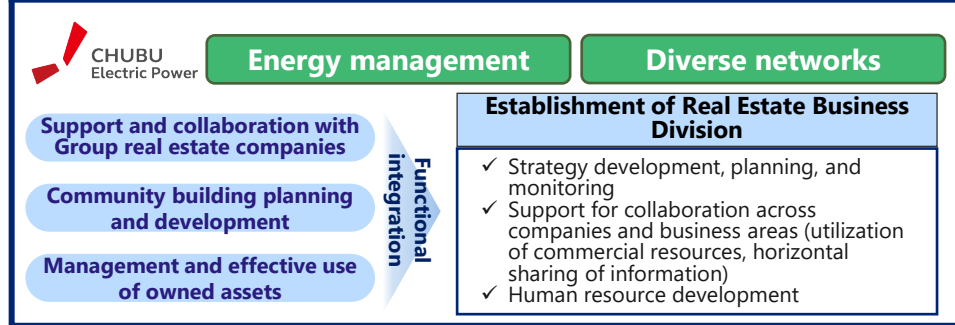 CHUBU
Electric Power
Energy management
Diverse networks
Support and collaboration with
Group real estate companies
Community building planning
and development
Management and effective use
of owned assets
Functional
integration
Establishment of Real Estate Business
Division
✓ Strategy development, planning, and
monitoring
✓ Support for collaboration across
companies and business areas (utilization
of commercial resources, horizontal
sharing of information)
✓ Human resource development